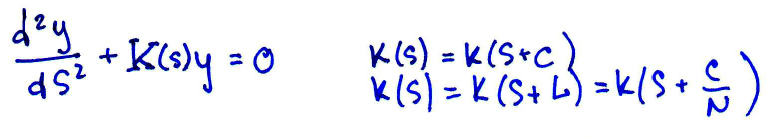 d²y/dS² + K(s)y = 0
K(S) = K(S+C)
K(S) = K(S+L) = K(S + C/N)